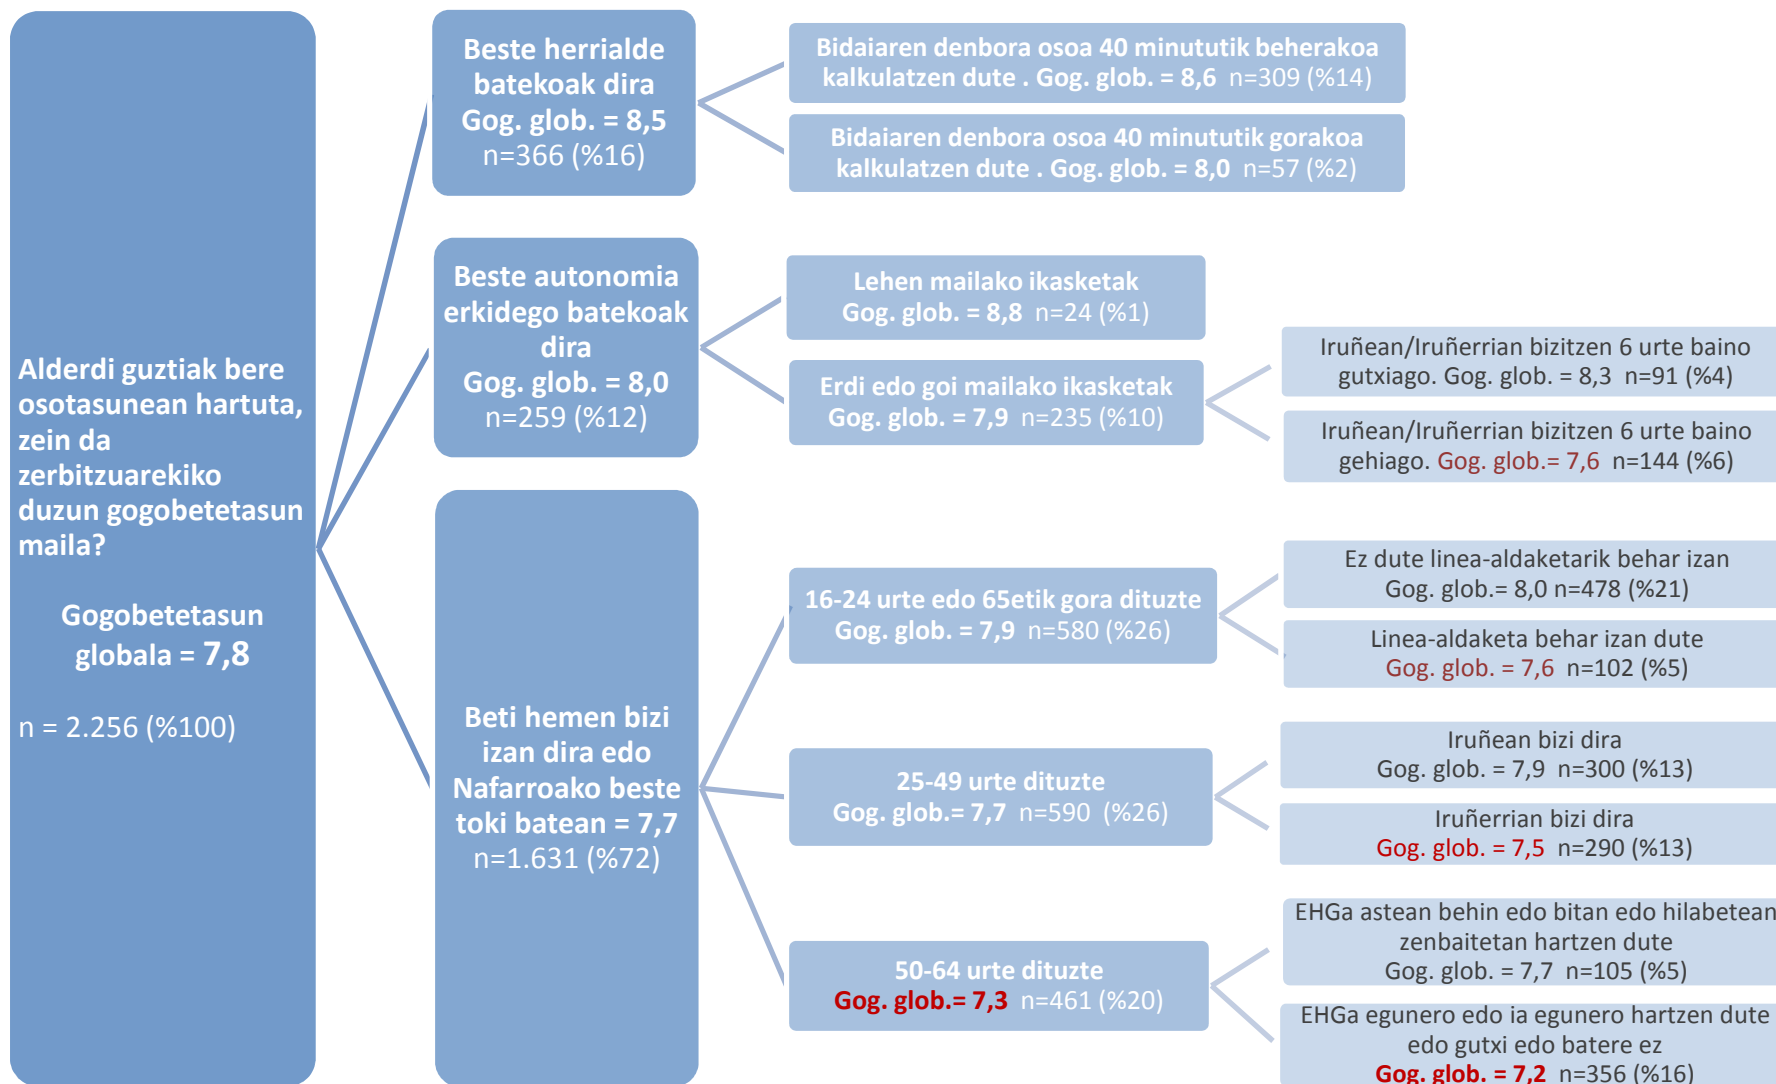 Alderdi guztiak bere
osotasunean hartuta,
zein da
zerbitzuarekiko
duzun gogobetetasun
maila?
Gogobetetasun
globala = 7,8
n = 2.256 (%100)
Beste herrialde
batekoak dira
Gog. glob. = 8,5
n=366 (%16)
Bidaiaren denbora osoa 40 minututik beherakoa
kalkulatzen dute . Gog. glob. = 8,6 n=309 (%14)
Bidaiaren denbora osoa 40 minututik gorakoa
kalkulatzen dute . Gog. glob. = 8,0 n=57 (%2)
Beste autonomia
erkidego batekoak
dira
Gog. glob. = 8,0
n=259 (%12)
Lehen mailako ikasketak
Gog. glob. = 8,8 n=24 (%1)
Erdi edo goi mailako ikasketak
Gog. glob. = 7,9 n=235 (%10)
Iruñean/Iruñerrian bizitzen 6 urte baino
gutxiago. Gog. glob. = 8,3 n=91 (%4)
Iruñean/Iruñerrian bizitzen 6 urte baino
gehiago. Gog. glob.= 7,6 n=144 (%6)
Beti hemen bizi
izan dira edo
Nafarroako beste
toki batean = 7,7
n=1.631 (%72)
16-24 urte edo 65etik gora dituzte
Gog. glob. = 7,9 n=580 (%26)
Ez dute linea-aldaketarik behar izan
Gog. glob.= 8,0 n=478 (%21)
Linea-aldaketa behar izan dute
Gog. glob. = 7,6 n=102 (%5)
25-49 urte dituzte
Gog. glob.= 7,7 n=590 (%26)
Iruñean bizi dira
Gog. glob. = 7,9 n=300 (%13)
Iruñerrian bizi dira
Gog. glob. = 7,5 n=290 (%13)
50-64 urte dituzte
Gog. glob.= 7,3 n=461 (%20)
EHGa astean behin edo bitan edo hilabetean
zenbaitetan hartzen dute
Gog. glob. = 7,7 n=105 (%5)
EHGa egunero edo ia egunero hartzen dute
edo gutxi edo batere ez
Gog. glob. = 7,2 n=356 (%16)